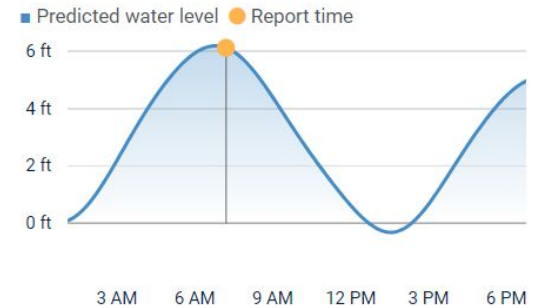 Predicted water level Report time
6 ft
4 ft
2 ft
0 ft
3 AM 6 AM 9 AM 12 PM 3 PM 6 PM